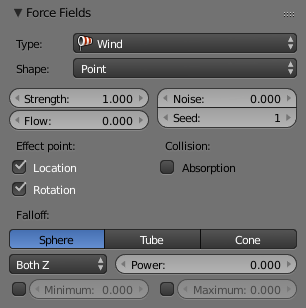 Force Fields
Type: Wind
Shape: Point
Strength: 1.000 Noise: 0.000
Flow: 0.000 Seed: 1
Effect point: Collision:
Location Absorption
Rotation
Falloff:
Sphere Tube Cone
Both Z Power: 0.000
Minimum: 0.000 Maximum: 0.000